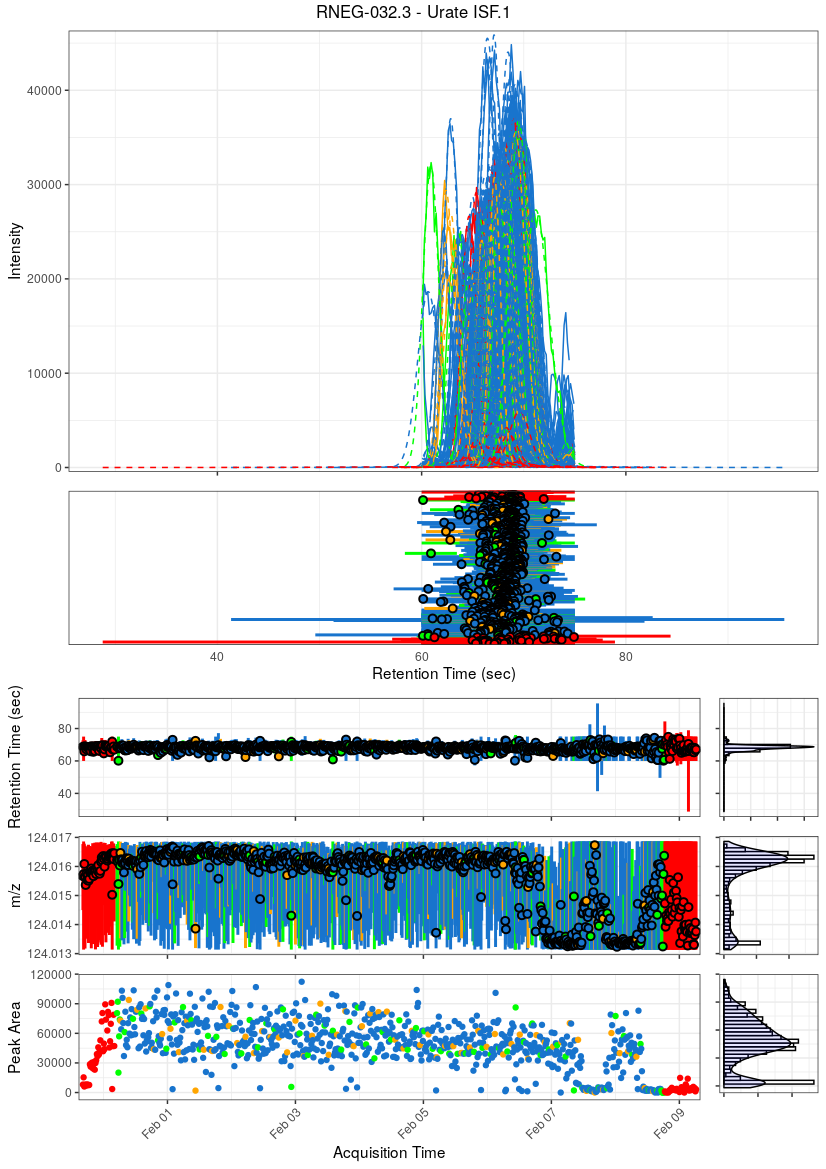 RNEG-032.3 - Urate ISF.1
Intensity
40000
30000
20000
10000
0
40
60
80
Retention Time (sec)
Retention Time (sec)
80
60
40
m/z
124.017
124.016
124.015
124.014
124.013
Peak Area
120000
90000
60000
30000
0
Feb 01
Feb 03
Feb 05
Feb 07
Feb 09
Acquisition Time